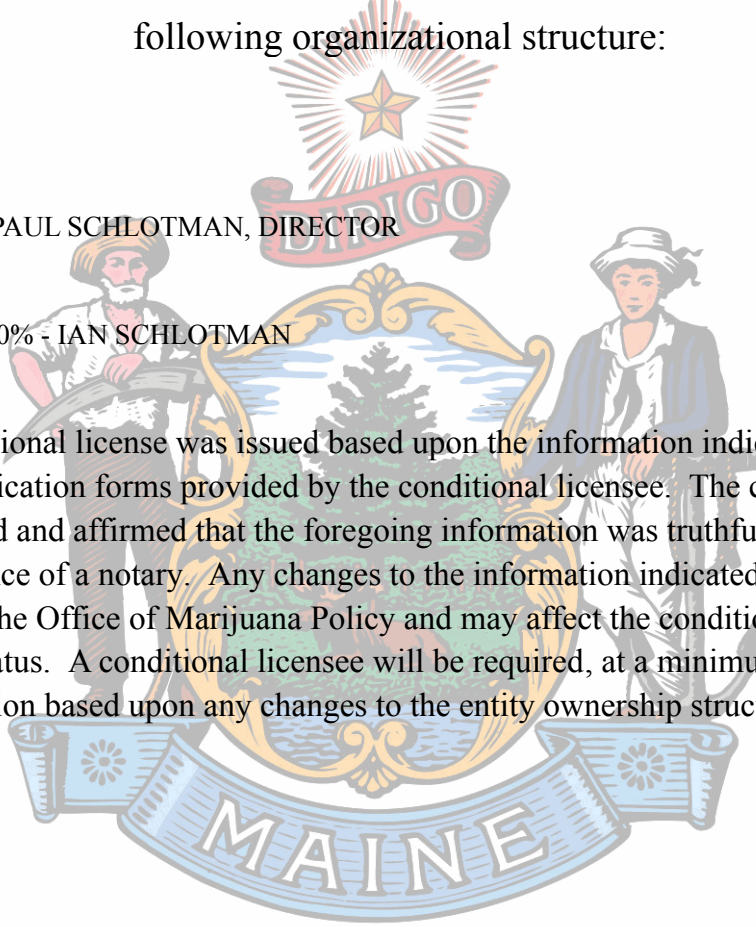 following organizational structure:
DIRIGO
PAUL SCHLOTMAN, DIRECTOR
0% - IAN SCHLOTMAN
ional license was issued based upon the information indic
ication forms provided by the conditional licensee. The c
d and affirmed that the foregoing information was truthfu
ce of a notary. Any changes to the information indicated
he Office of Marijuana Policy and may affect the conditio
atus. A conditional licensee will be required, at a minimu
ion based upon any changes to the entity ownership struc
MAINE